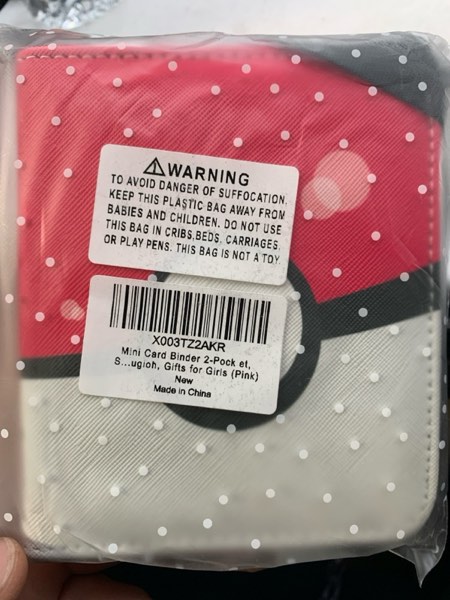 ⚠WARNING
TO AVOID DANGER OF SUFFOCATION,
KEEP THIS PLASTIC BAG AWAY FROM
BABIES AND CHILDREN. DO NOT USE
THIS BAG IN CRIBS,BEDS, CARRIAGES,
OR PLAY PENS. THIS BAG IS NOT A TOY
X003TZ2AKR
Mini Card Binder 2-Pock et,
S...ugioh, Gifts for Girls (Pink)
New
Made in China